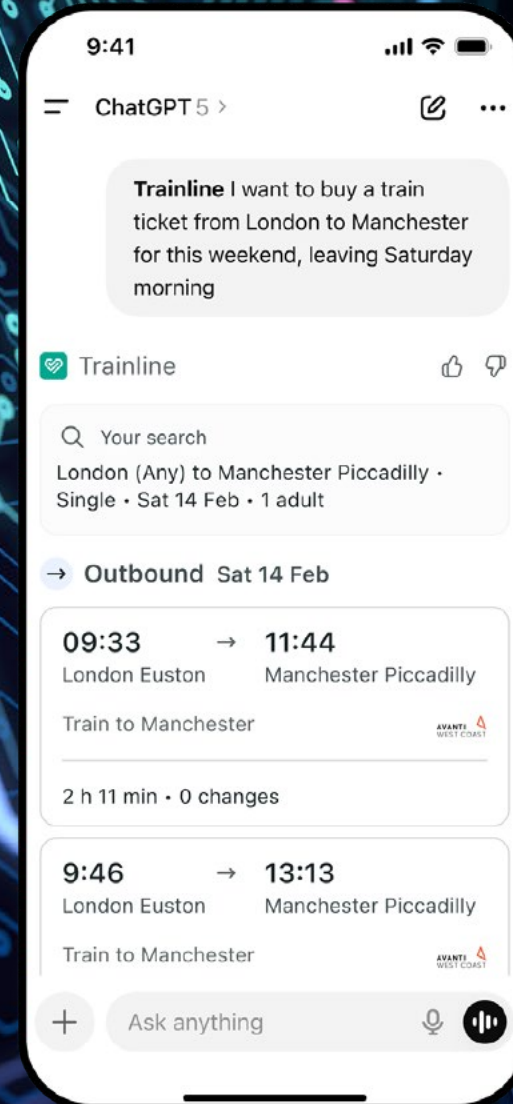 9:41
ChatGPT 5 >
Trainline I want to buy a train
ticket from London to Manchester
for this weekend, leaving Saturday
morning
Trainline
Your search
London (Any) to Manchester Piccadilly •
Single • Sat 14 Feb • 1 adult
→ Outbound Sat 14 Feb
09:33 → 11:44
London Euston Manchester Piccadilly
Train to Manchester AVANTI
WEST COAST
2 h 11 min • 0 changes
9:46 → 13:13
London Euston Manchester Piccadilly
Train to Manchester AVANTI
WEST COAST
Ask anything